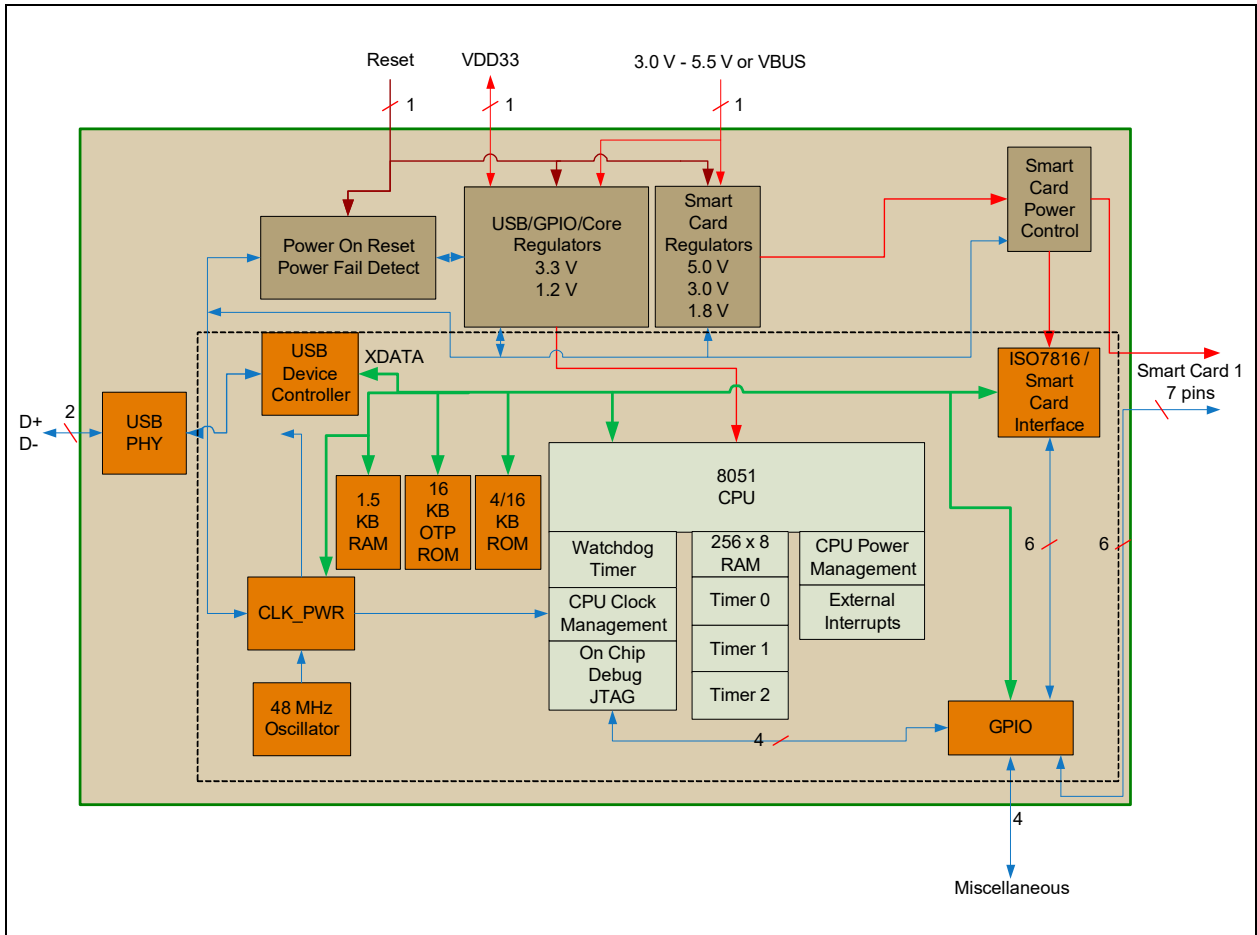 Reset
VDD33
3.0 V - 5.5 V or VBUS
1
1
1
Power On Reset
Power Fail Detect
USB/GPIO/Core
Regulators
3.3 V
1.2 V
Smart
Card
Regulators
5.0 V
3.0 V
1.8 V
Smart
Card
Power
Control
USB
Device
Controller
XDATA
ISO7816 /
Smart
Card
Interface
Smart Card 1
7 pins
D+
D-
2
USB
PHY
1.5
KB
RAM
16
KB
OTP
ROM
4/16
KB
ROM
8051
CPU
Watchdog
Timer
CPU Clock
Management
On Chip
Debug
JTAG
256 x 8
RAM
Timer 0
Timer 1
Timer 2
CPU Power
Management
External
Interrupts
6
6
CLK_PWR
48 MHz
Oscillator
4
GPIO
4
Miscellaneous